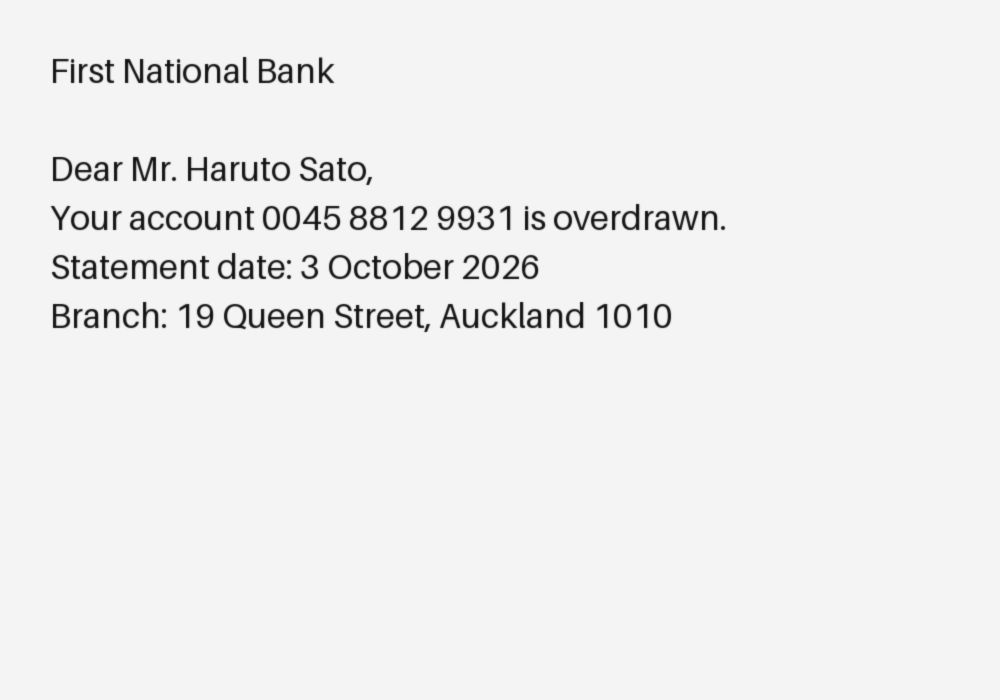 First National Bank
Dear Mr. Haruto Sato,
Your account 0045 8812 9931 is overdrawn.
Statement date: 3 October 2026
Branch: 19 Queen Street, Auckland 1010